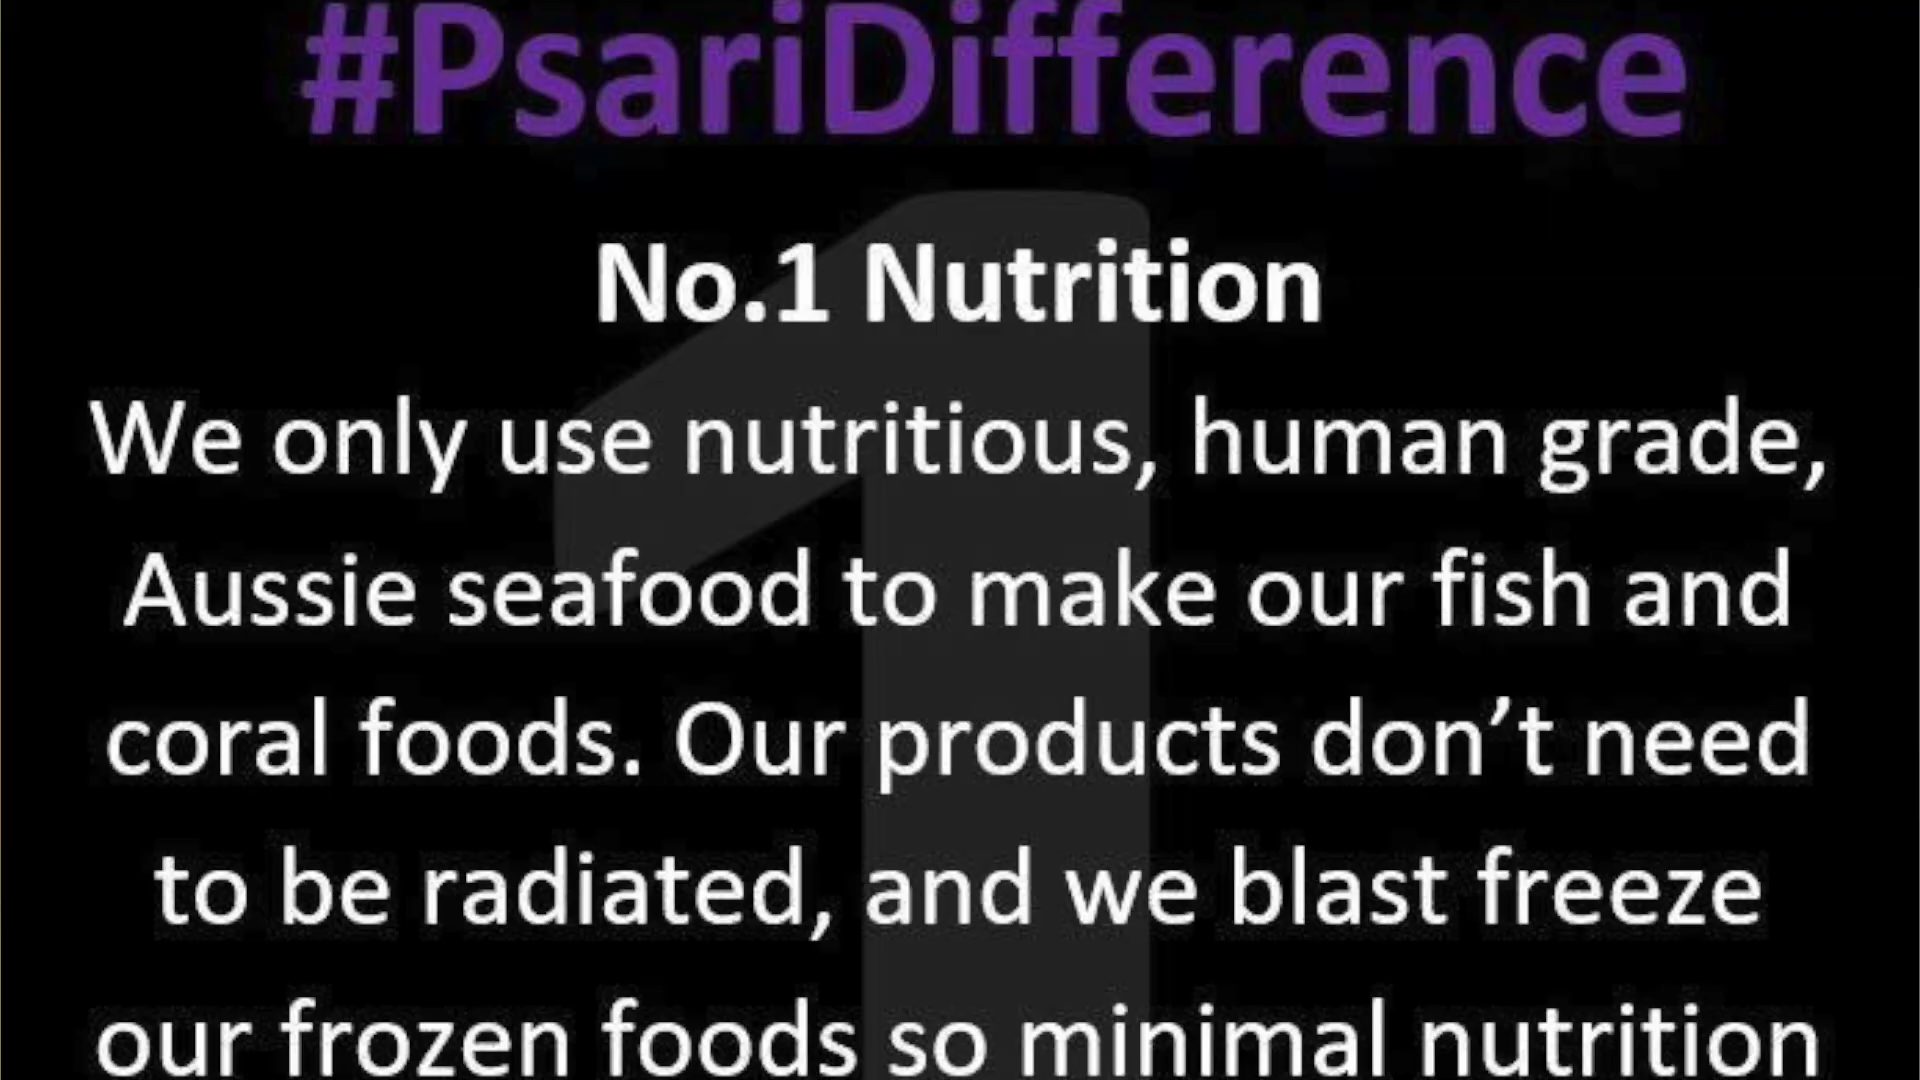 #PsariDifference
No.1 Nutrition
We only use nutritious, human grade,
Aussie seafood to make our fish and
coral foods. Our products don’t need
to be radiated, and we blast freeze
our frozen foods so minimal nutrition